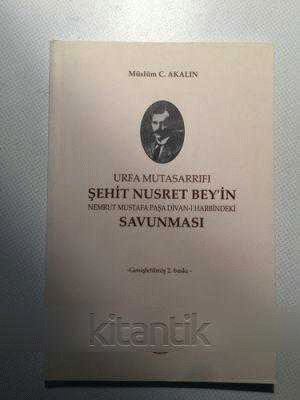 Müslüm C. AKALIN
URFA MUTASARRIFI
ŞEHİT NUSRET BEY'İN
NEMRUT MUSTAFA PAŞA DİVAN-I HARBİNDEKİ
SAVUNMASI
-Genişletilmiş 2. baskı-
kitantik